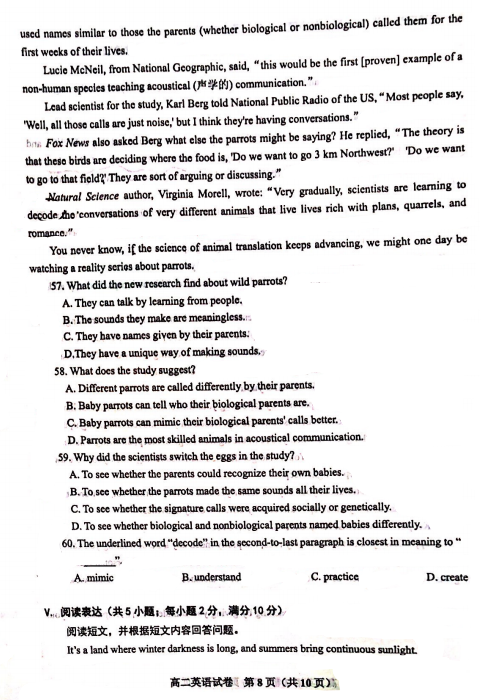 used names similar to those the parents (whether biological or nonbiological) called them for the
first weeks of their lives.
Lucie McNeil, from National Geographic, said, “this would be the first [proven] example of a
non-human species teaching acoustical (声学的) communication.”
Lead scientist for the study, Karl Berg told National Public Radio of the US, “Most people say,
'Well, all those calls are just noise,' but I think they're having conversations.”
Fox News also asked Berg what else the parrots might be saying? He replied, “The theory is
that these birds are deciding where the food is, 'Do we want to go 3 km Northwest?' 'Do we want
to go to that field?' They are sort of arguing or discussing.”
Natural Science author, Virginia Morell, wrote: “Very gradually, scientists are learning to
decode the conversations of very different animals that live lives rich with plans, quarrels, and
romance.”
You never know, if the science of animal translation keeps advancing, we might one day be
watching a reality series about parrots.
57. What did the new research find about wild parrots?
A. They can talk by learning from people.
B. The sounds they make are meaningless.
C. They have names given by their parents.
D. They have a unique way of making sounds.
58. What does the study suggest?
A. Different parrots are called differently by their parents.
B. Baby parrots can tell who their biological parents are.
C. Baby parrots can mimic their biological parents' calls better.
D. Parrots are the most skilled animals in acoustical communication.
59. Why did the scientists switch the eggs in the study?
A. To see whether the parents could recognize their own babies.
B. To see whether the parrots made the same sounds all their lives.
C. To see whether the signature calls were acquired socially or genetically.
D. To see whether biological and nonbiological parents named babies differently.
60. The underlined word “decode” in the second-to-last paragraph is closest in meaning to “
____”.
A. mimic B. understand C. practice D. create
V. 阅读表达（共5小题；每小题2分，满分10分）
阅读短文，并根据短文内容回答问题。
It's a land where winter darkness is long, and summers bring continuous sunlight.
高二英语试卷 第8页（共10页）